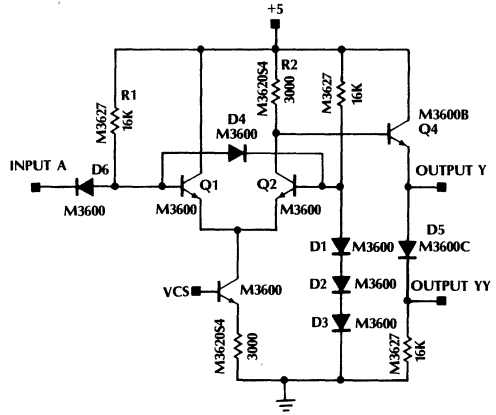 +5
R1
M3627
16K
R2
M3620S4
3000
M3627
16K
M3600B
Q4
D4
M3600
INPUT A
D6
M3600
Q1
M3600
Q2
M3600
OUTPUT Y
D5
M3600C
D1
M3600
D2
M3600
D3
M3600
OUTPUT YY
VCS
M3600
M3620S4
3000
M3627
16K